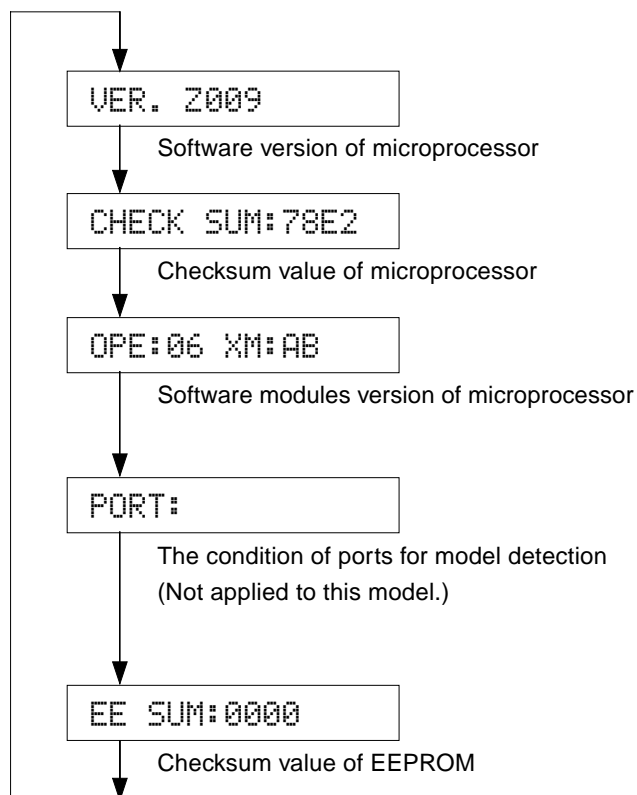 VER. Z009
Software version of microprocessor
CHECK SUM:78E2
Checksum value of microprocessor
OPE:06 XM:AB
Software modules version of microprocessor
PORT:
The condition of ports for model detection
(Not applied to this model.)
EE SUM:0000
Checksum value of EEPROM